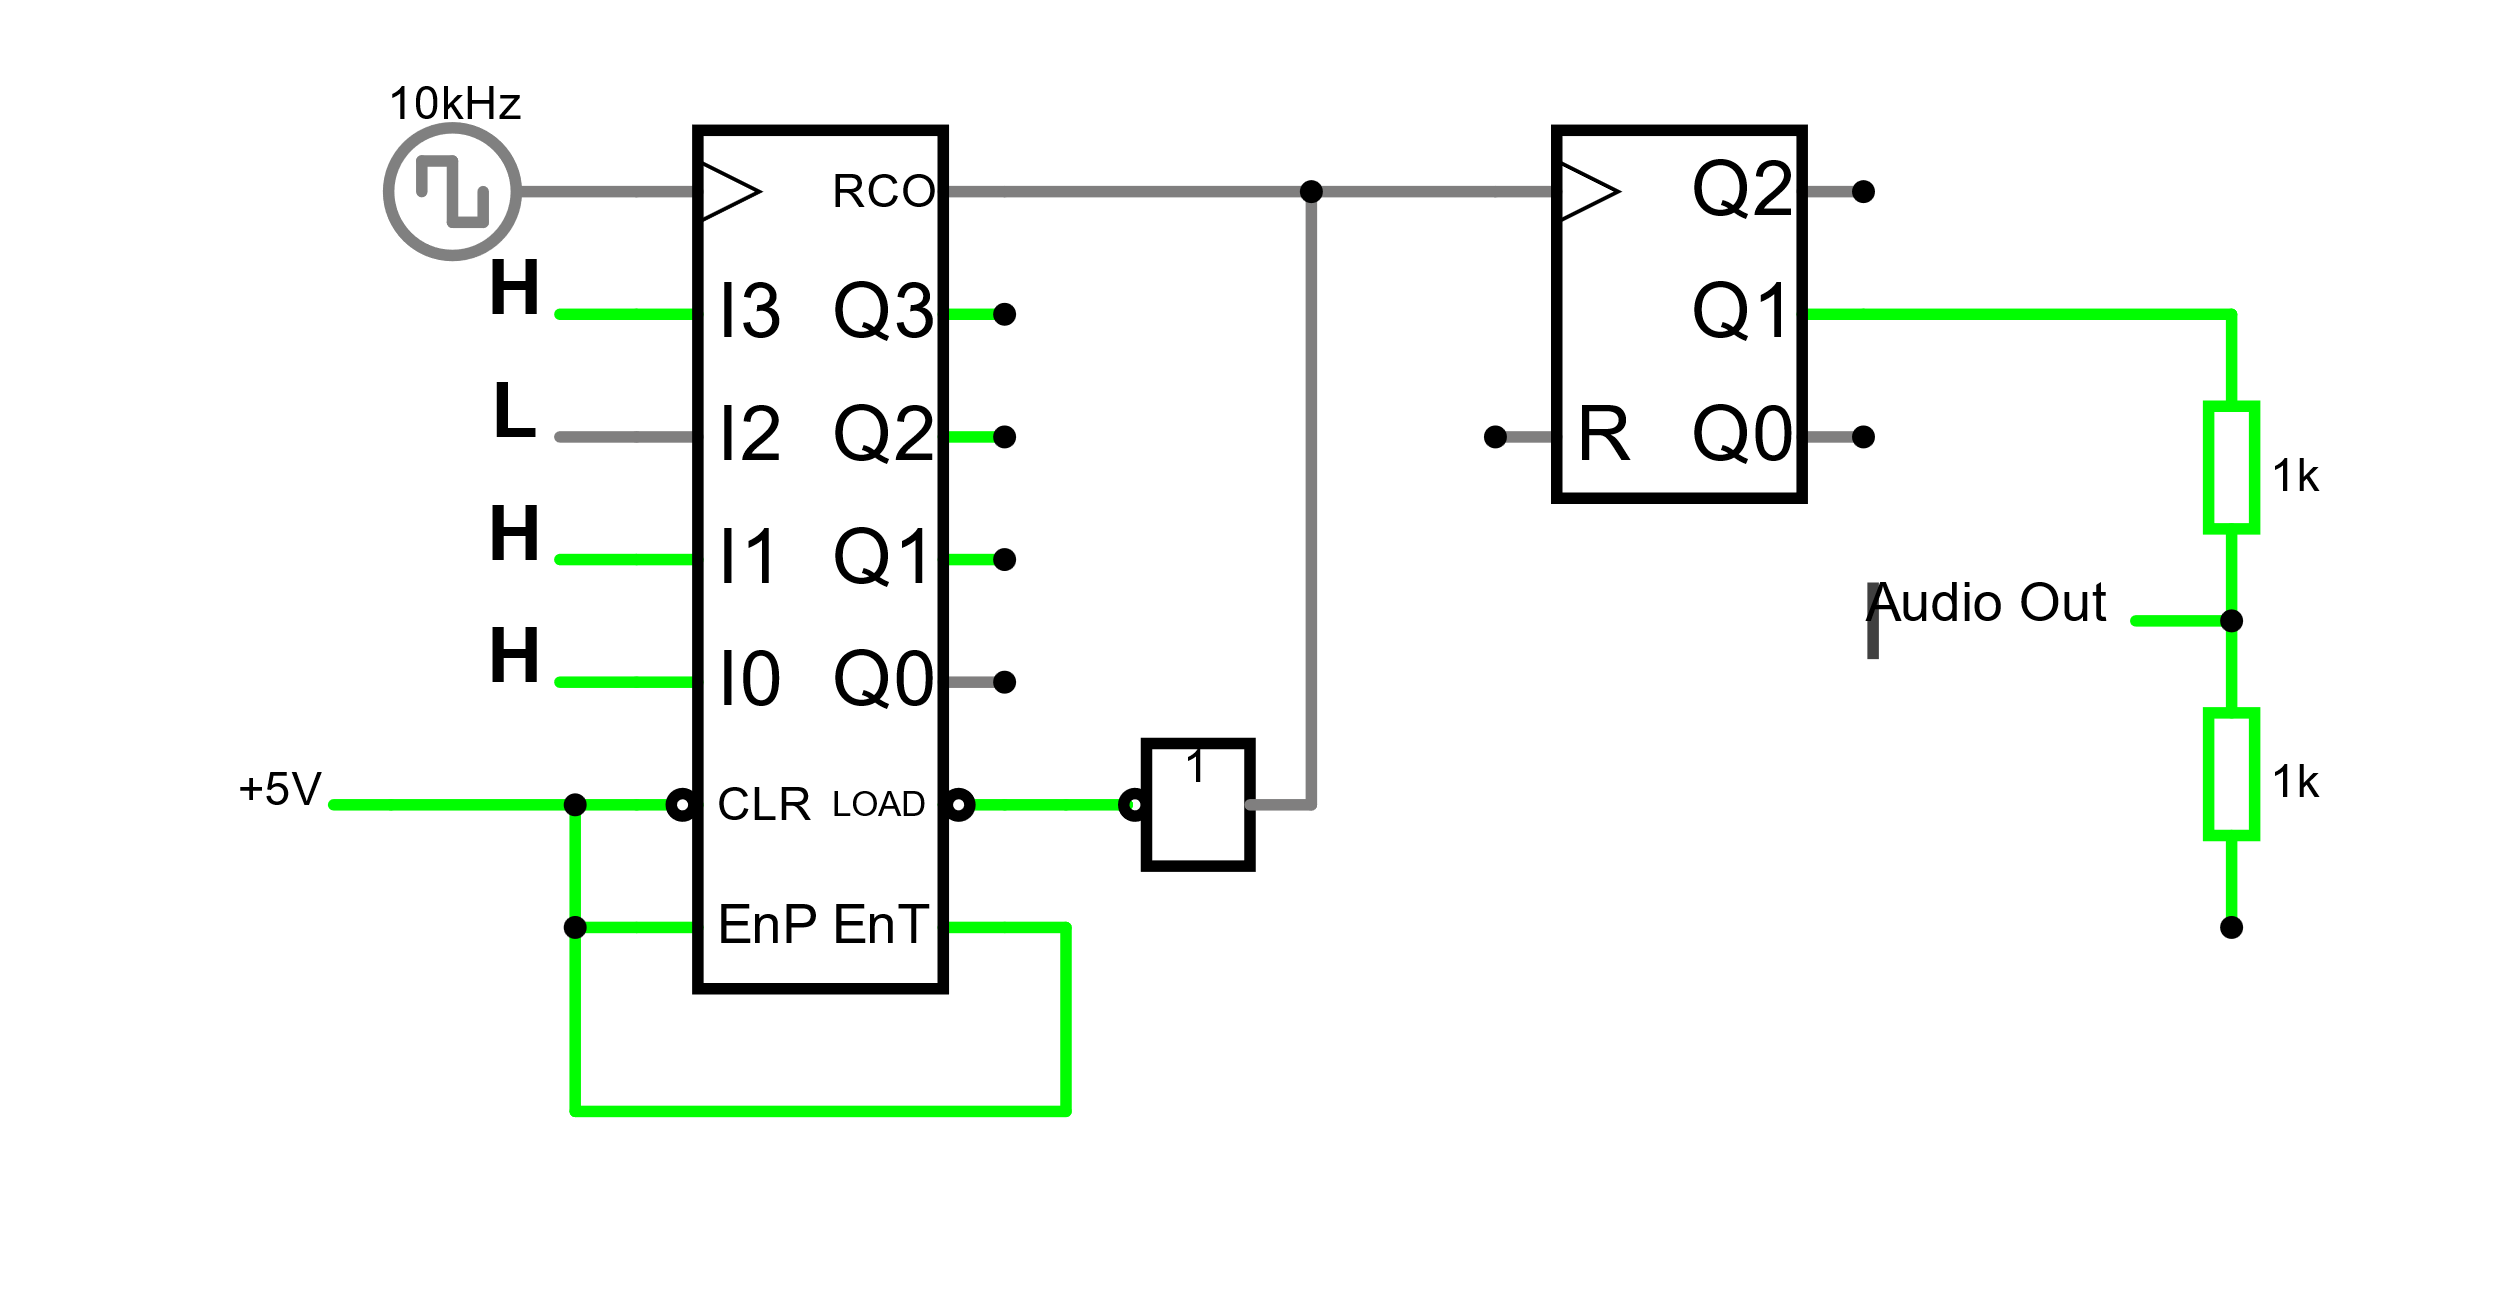 10kHz
RCO
Q2
H
I3
Q3
Q1
L
I2
Q2
R
Q0
1k
H
I1
Q1
Audio Out
H
I0
Q0
1
1k
+5V
CLR
LOAD
EnP
EnT